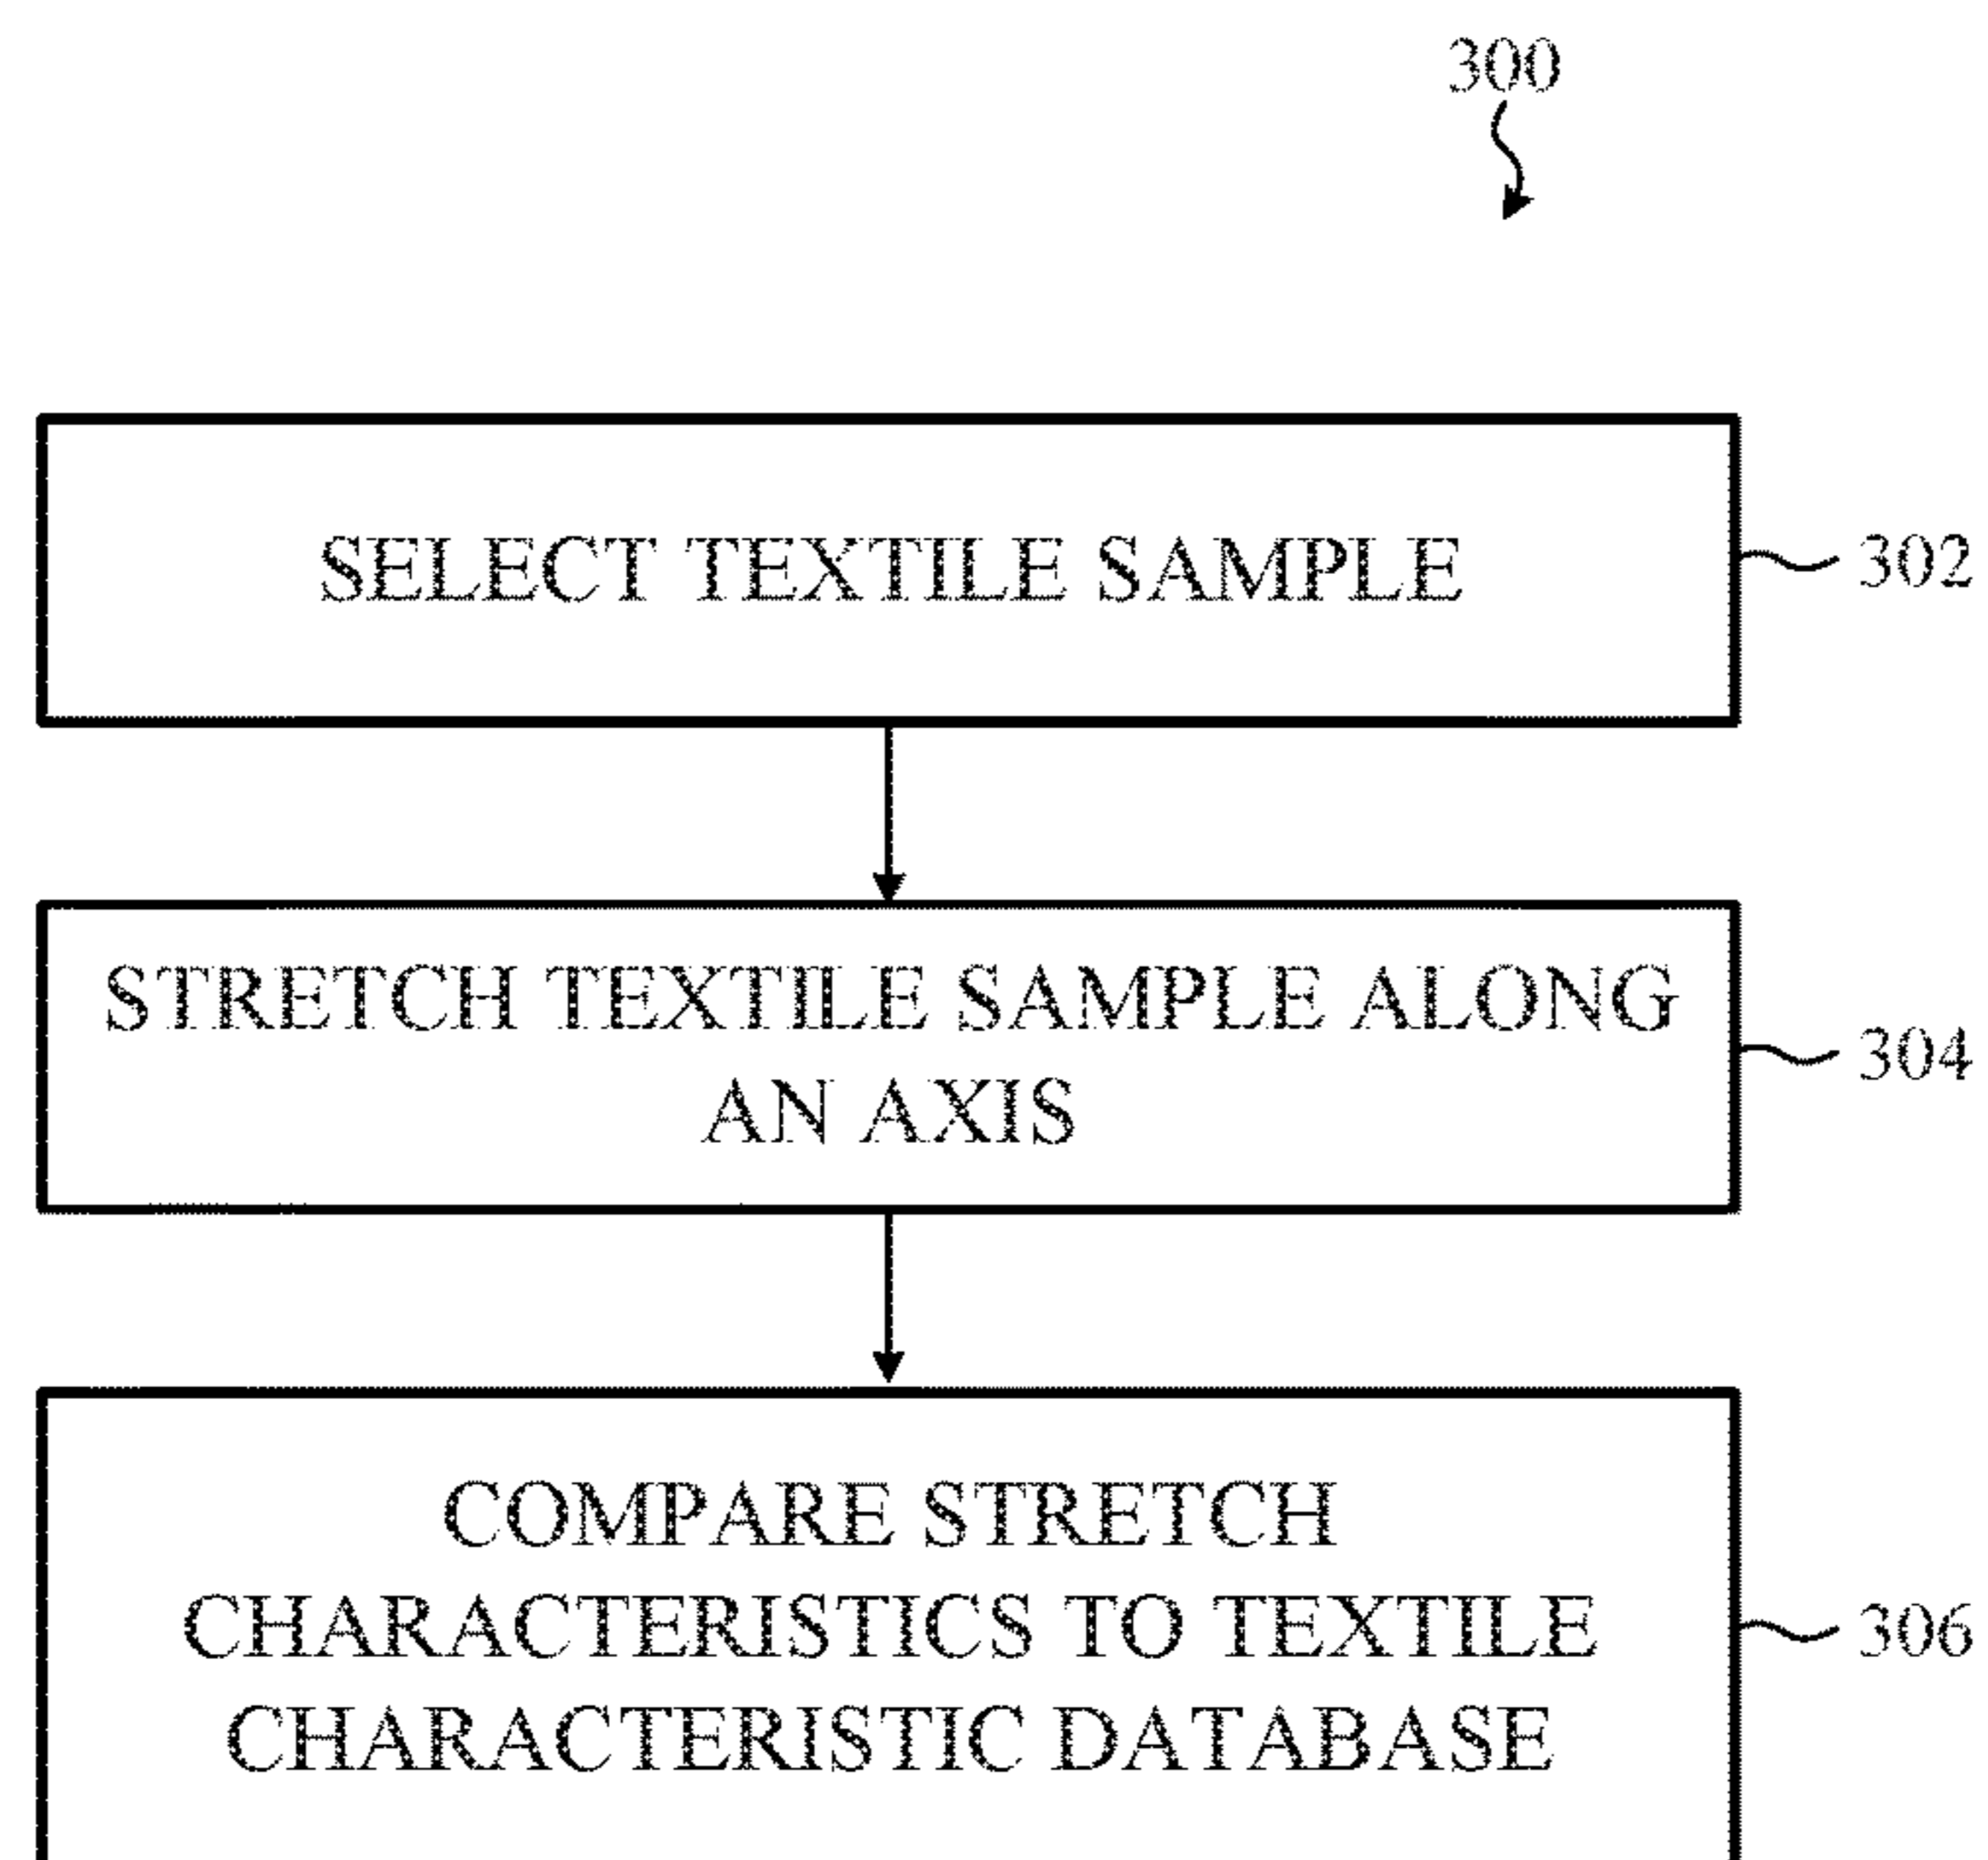 300
SELECT TEXTILE SAMPLE
302
STRETCH TEXTILE SAMPLE ALONG
AN AXIS
304
COMPARE STRETCH
CHARACTERISTICS TO TEXTILE
CHARACTERISTIC DATABASE
306